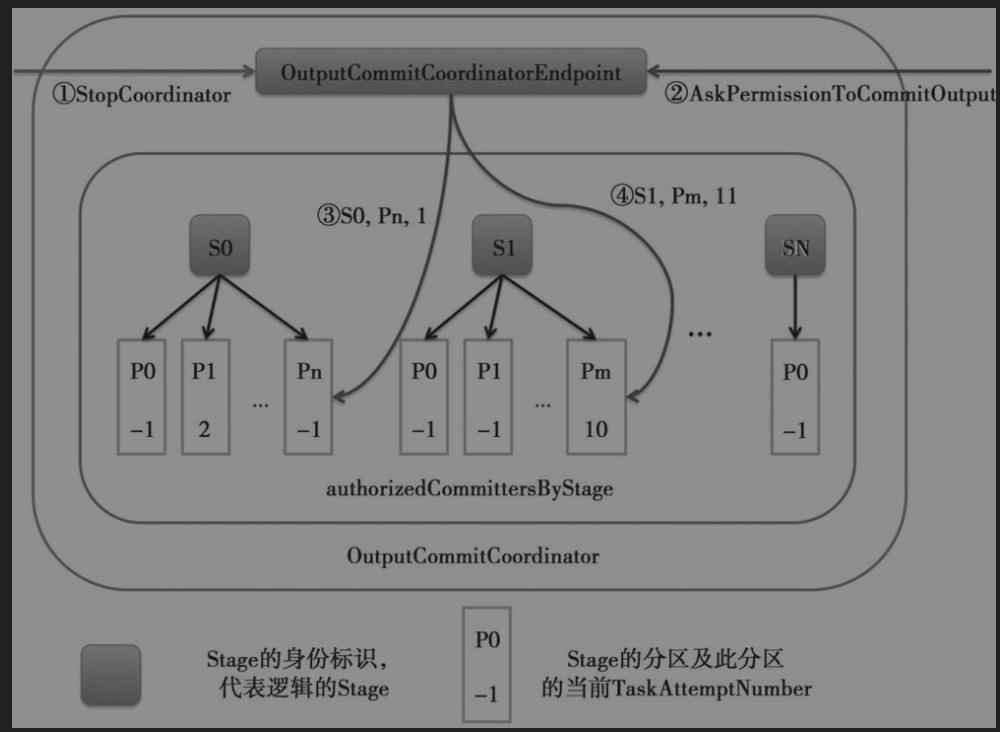 OutputCommitCoordinatorEndpoint
①StopCoordinator
②AskPermissionToCommitOutput
③S0, Pn, 1
④S1, Pm, 11
S0
S1
SN
...
P0
-1
P1
2
...
Pn
-1
P0
-1
P1
-1
...
Pm
10
P0
-1
authorizedCommittersByStage
OutputCommitCoordinator
Stage的身份标识，
代表逻辑的Stage
P0
-1
Stage的分区及此分区
的当前TaskAttemptNumber